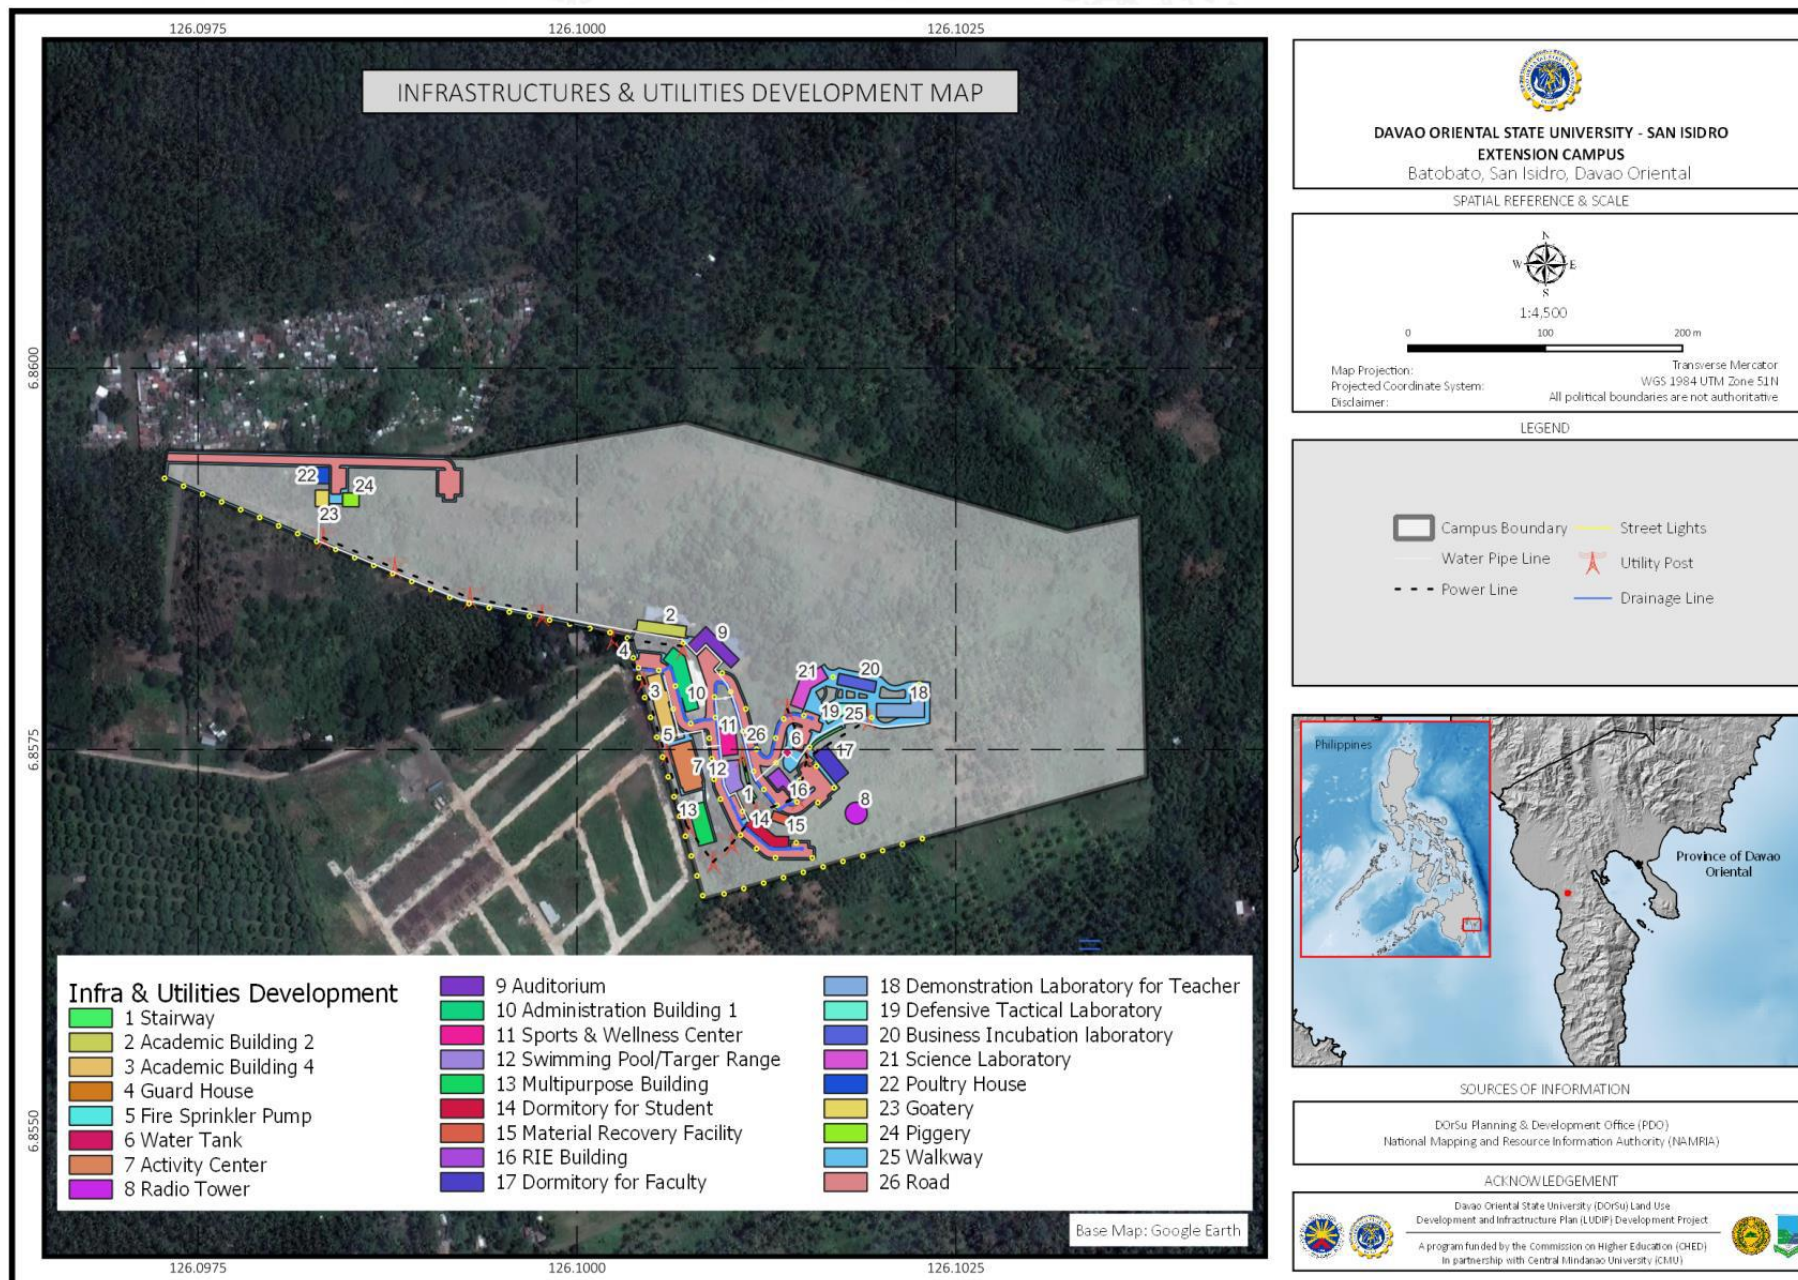 126.0975
126.1000
126.1025
INFRASTRUCTURES & UTILITIES DEVELOPMENT MAP
6.8600
6.8575
6.8550
22
24
23
2
9
4
3
10
21
20
18
19
25
11
26
5
6
17
7
12
16
1
8
13
14
15
Infra & Utilities Development
1 Stairway
2 Academic Building 2
3 Academic Building 4
4 Guard House
5 Fire Sprinkler Pump
6 Water Tank
7 Activity Center
8 Radio Tower
9 Auditorium
10 Administration Building 1
11 Sports & Wellness Center
12 Swimming Pool/Targer Range
13 Multipurpose Building
14 Dormitory for Student
15 Material Recovery Facility
16 RIE Building
17 Dormitory for Faculty
18 Demonstration Laboratory for Teacher
19 Defensive Tactical Laboratory
20 Business Incubation laboratory
21 Science Laboratory
22 Poultry House
23 Goatery
24 Piggery
25 Walkway
26 Road
Base Map: Google Earth
126.0975
126.1000
126.1025
DAVAO ORIENTAL STATE UNIVERSITY - SAN ISIDRO
EXTENSION CAMPUS
Batobato, San Isidro, Davao Oriental
SPATIAL REFERENCE & SCALE
N
W E
S
1:4,500
0 100 200 m
Map Projection: Transverse Mercator
Projected Coordinate System: WGS 1984 UTM Zone 51N
Disclaimer: All political boundaries are not authoritative
LEGEND
Campus Boundary
Water Pipe Line
Power Line
Street Lights
Utility Post
Drainage Line
Philippines
Province of Davao
Oriental
SOURCES OF INFORMATION
DOrSu Planning & Development Office (PDO)
National Mapping and Resource Information Authority (NAMRIA)
ACKNOWLEDGEMENT
Davao Oriental State University (DOrSu) Land Use
Development and Infrastructure Plan (LUDIP) Development Project
A program funded by the Commission on Higher Education (CHED)
In partnership with Central Mindanao University (CMU)